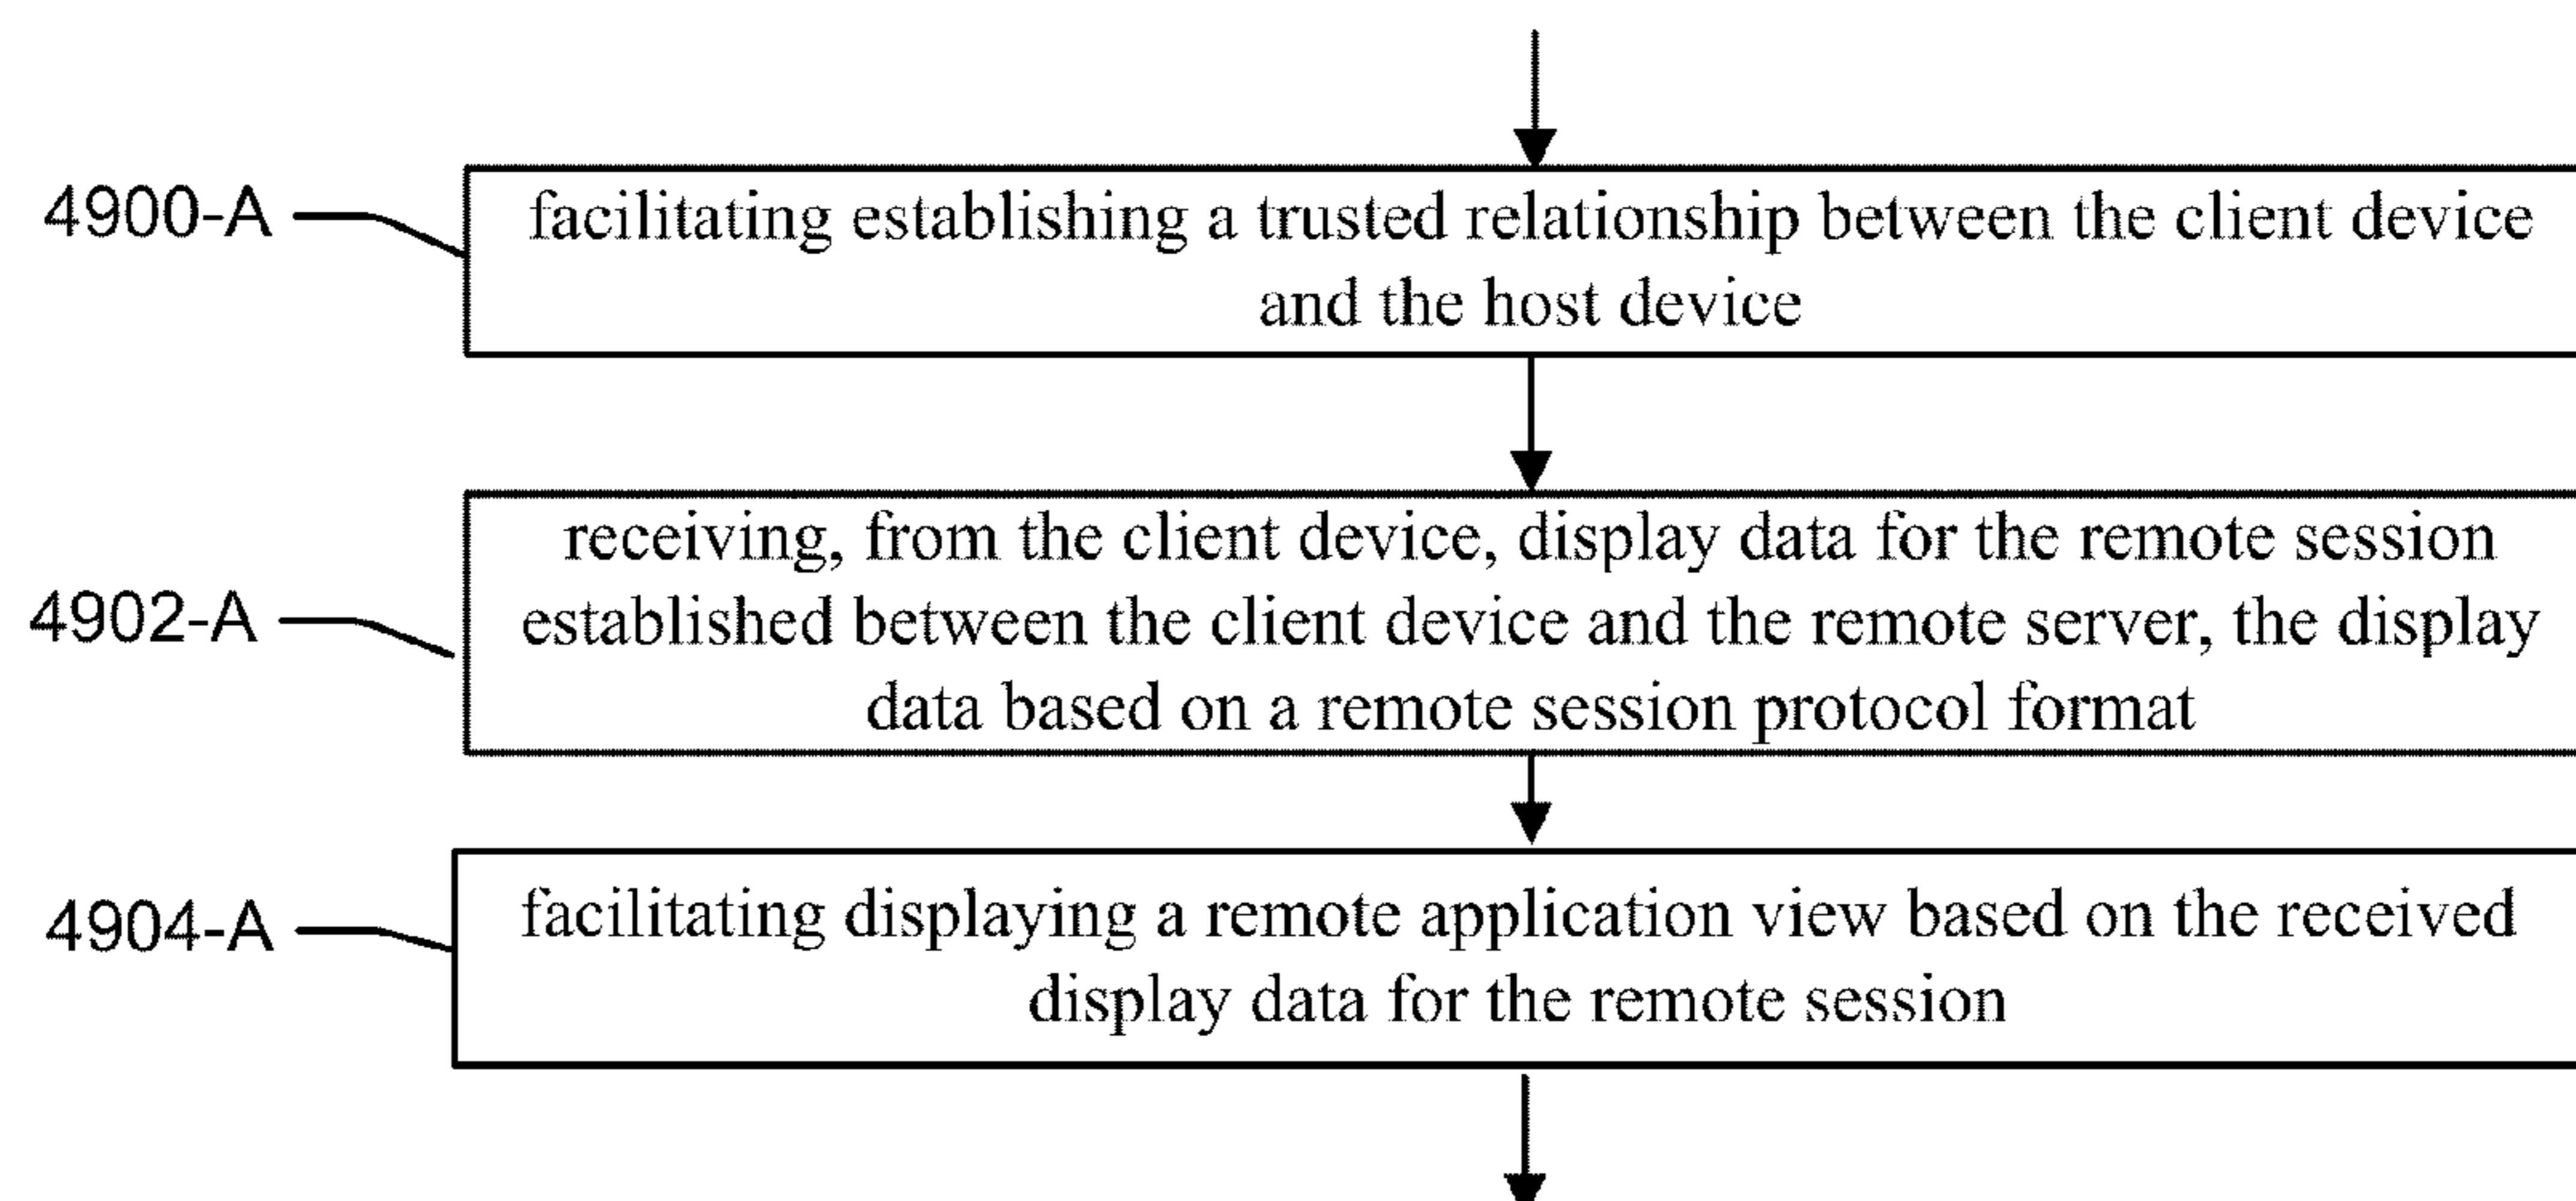 4900-A
facilitating establishing a trusted relationship between the client device
and the host device
4902-A
receiving, from the client device, display data for the remote session
established between the client device and the remote server, the display
data based on a remote session protocol format
4904-A
facilitating displaying a remote application view based on the received
display data for the remote session